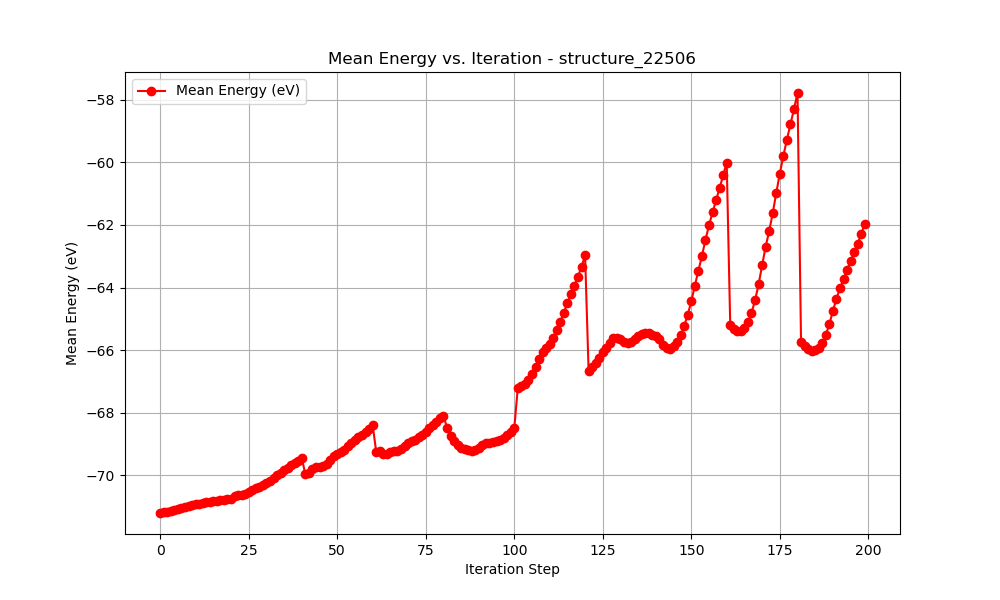 Mean Energy vs. Iteration - structure_22506
Mean Energy (eV)
−58
−60
−62
−64
−66
−68
−70
Mean Energy (eV)
0 25 50 75 100 125 150 175 200
Iteration Step